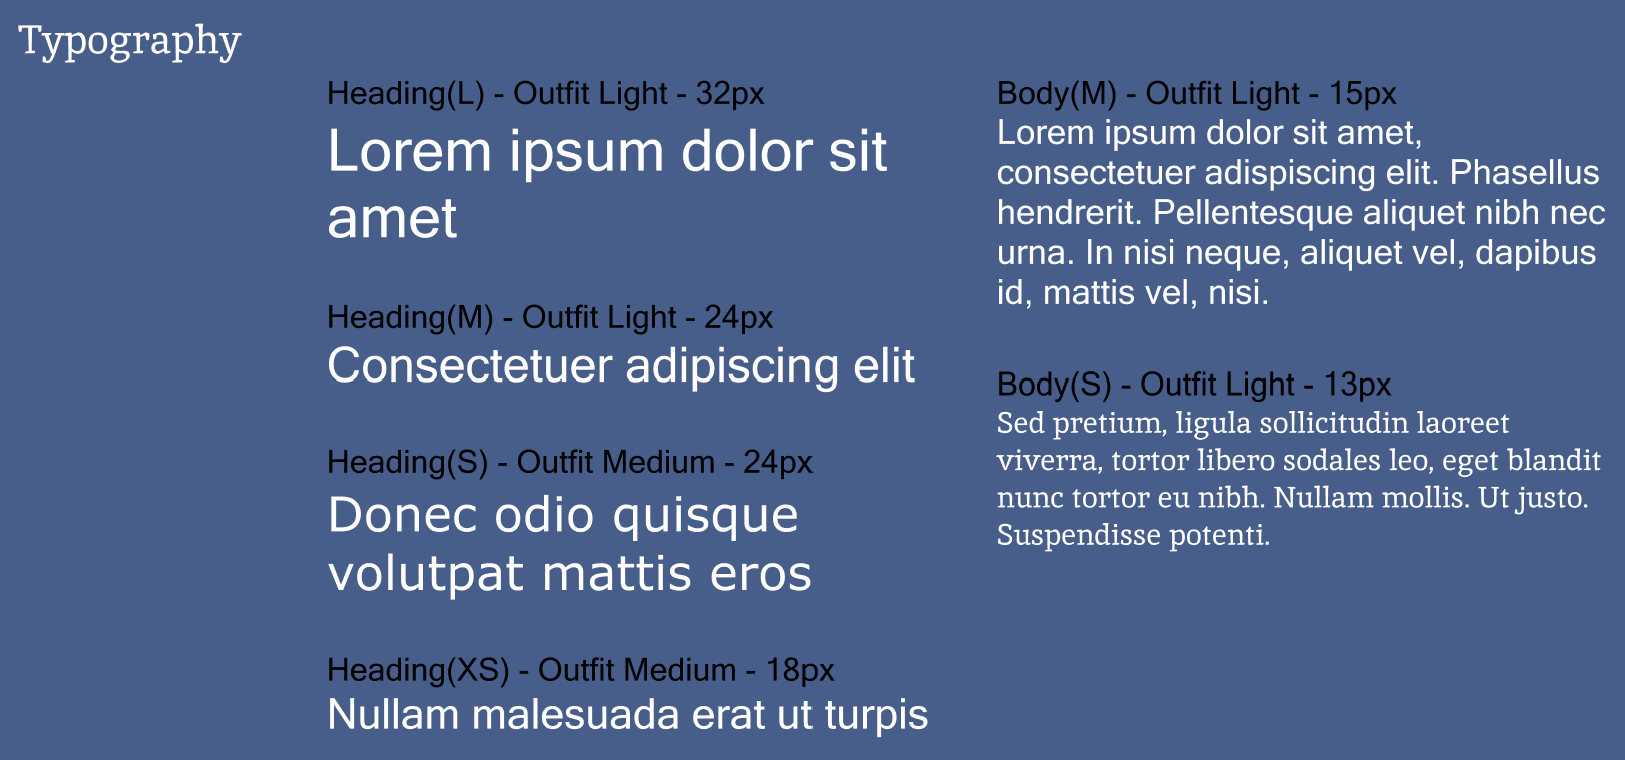 Typography
Heading(L) - Outfit Light - 32px
Lorem ipsum dolor sit
amet
Heading(M) - Outfit Light - 24px
Consectetuer adipiscing elit
Heading(S) - Outfit Medium - 24px
Donec odio quisque
volutpat mattis eros
Heading(XS) - Outfit Medium - 18px
Nullam malesuada erat ut turpis
Body(M) - Outfit Light - 15px
Lorem ipsum dolor sit amet,
consectetuer adispiscing elit. Phasellus
hendrerit. Pellentesque aliquet nibh nec
urna. In nisi neque, aliquet vel, dapibus
id, mattis vel, nisi.
Body(S) - Outfit Light - 13px
Sed pretium, ligula sollicitudin laoreet
viverra, tortor libero sodales leo, eget blandit
nunc tortor eu nibh. Nullam mollis. Ut justo.
Suspendisse potenti.